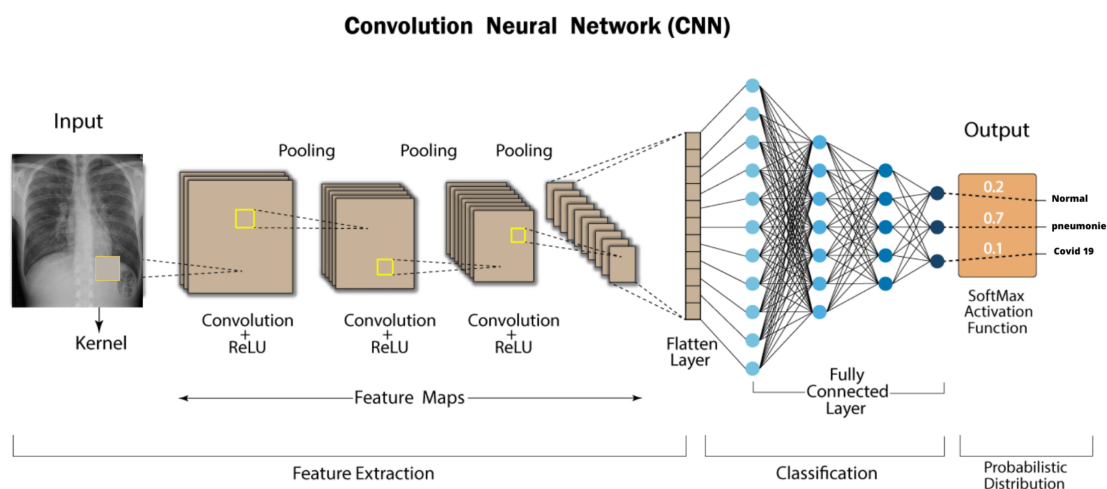 Convolution Neural Network (CNN)
Input
Output
Pooling
Pooling
Pooling
0.2
Normal
0.7
pneumonie
0.1
Covid 19
Kernel
Convolution
+
ReLU
Convolution
+
ReLU
Convolution
+
ReLU
Flatten
Layer
SoftMax
Activation
Function
Fully
Connected
Layer
Feature Maps
Feature Extraction
Classification
Probabilistic
Distribution